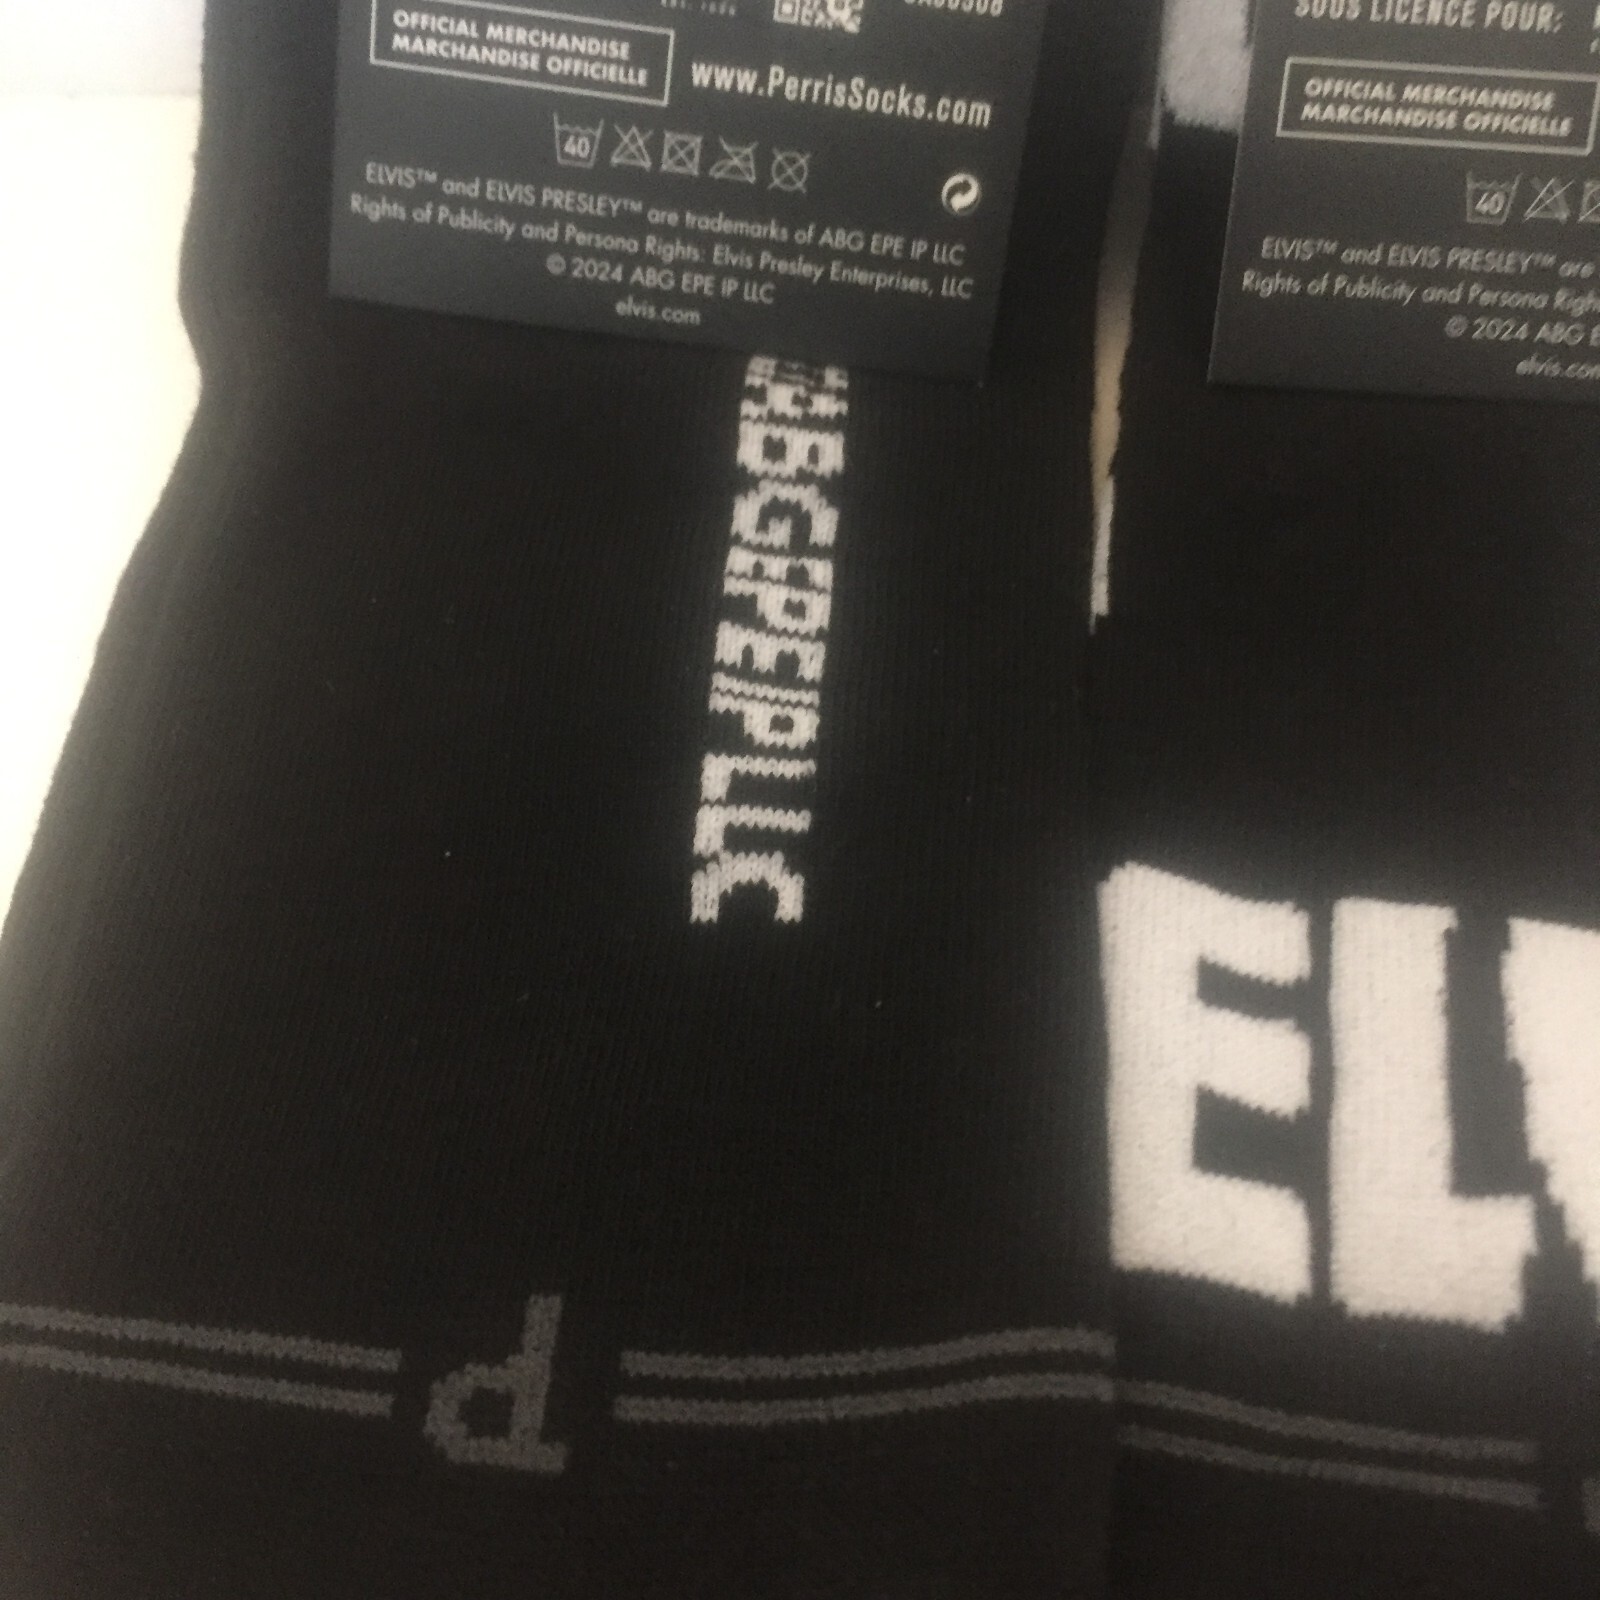 OFFICIAL MERCHANDISE
MARCHANDISE OFFICIELLE
www.PerrisSocks.com
40
ELVIS™ and ELVIS PRESLEY™ are trademarks of ABG EPE IP LLC
Rights of Publicity and Persona Rights: Elvis Presley Enterprises, LLC
© 2024 ABG EPE IP LLC
elvis.com
BGEPEIPLLC
P
SOUS LICENCE POUR:
OFFICIAL MERCHANDISE
MARCHANDISE OFFICIELLE
40
ELVIS™ and ELVIS PRESLEY™ are
Rights of Publicity and Persona
© 2024 ABG
elvis.com
ELV